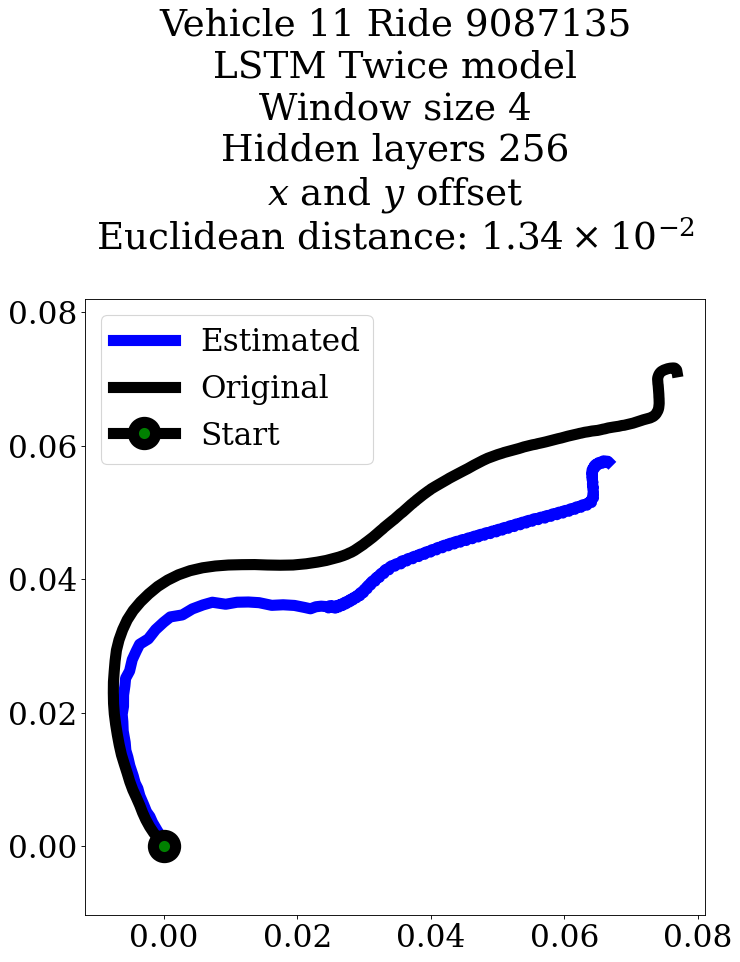 Vehicle 11 Ride 9087135
LSTM Twice model
Window size 4
Hidden layers 256
x and y offset
Euclidean distance: 1.34 × 10⁻²
Estimated
Original
Start
0.08
0.06
0.04
0.02
0.00
0.00 0.02 0.04 0.06 0.08